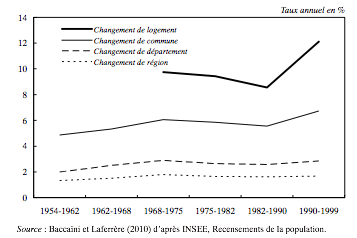 Taux annuel en %
14
12
10
8
6
4
2
0
Changement de logement
Changement de commune
Changement de département
Changement de région
1954-1962 1962-1968 1968-1975 1975-1982 1982-1990 1990-1999
Source : Baccaïni et Laferrère (2010) d'après INSEE, Recensements de la population.